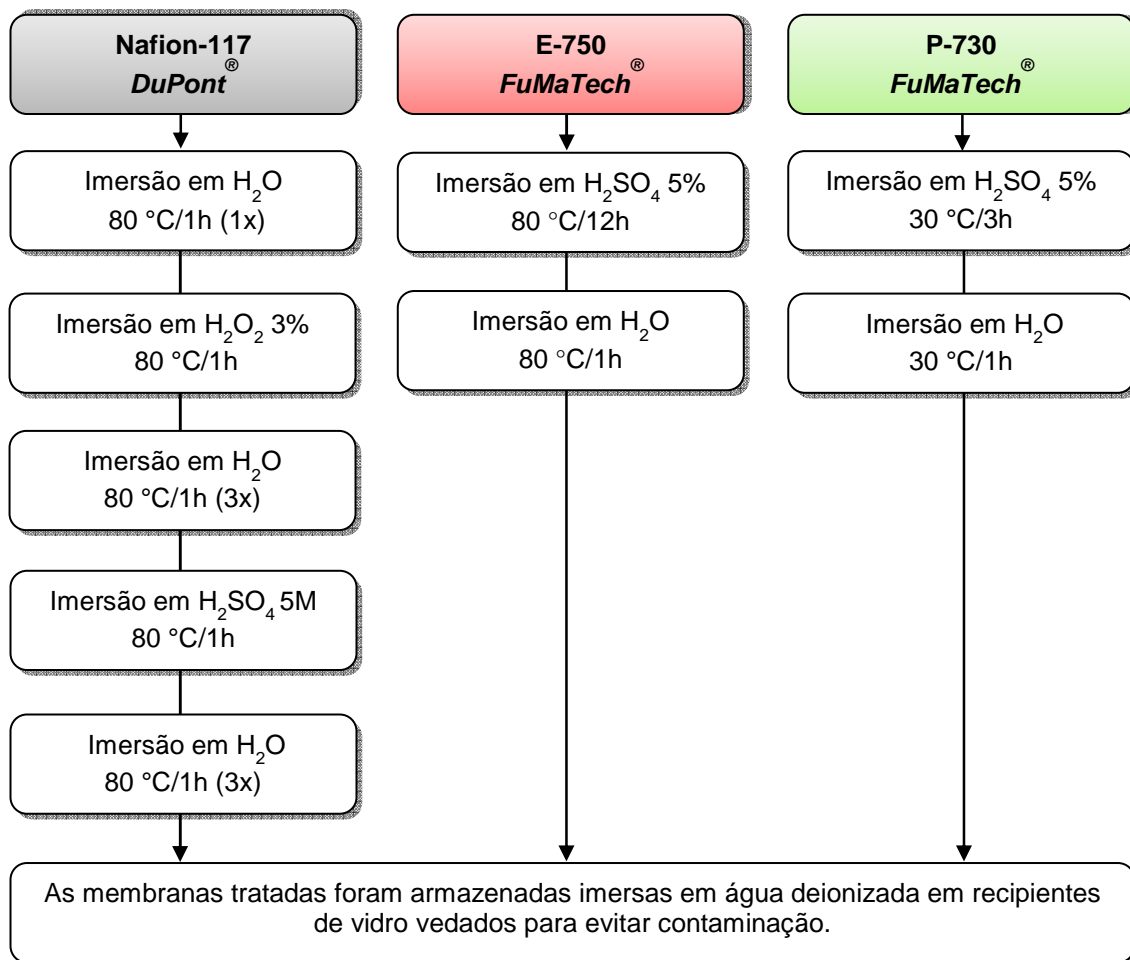 Nafion-117
DuPont®
Imersão em H₂O
80 °C/1h (1x)
Imersão em H₂O₂ 3%
80 °C/1h
Imersão em H₂O
80 °C/1h (3x)
Imersão em H₂SO₄ 5M
80 °C/1h
Imersão em H₂O
80 °C/1h (3x)
E-750
FuMaTech®
Imersão em H₂SO₄ 5%
80 °C/12h
Imersão em H₂O
80 °C/1h
P-730
FuMaTech®
Imersão em H₂SO₄ 5%
30 °C/3h
Imersão em H₂O
30 °C/1h
As membranas tratadas foram armazenadas imersas em água deionizada em recipientes
de vidro vedados para evitar contaminação.